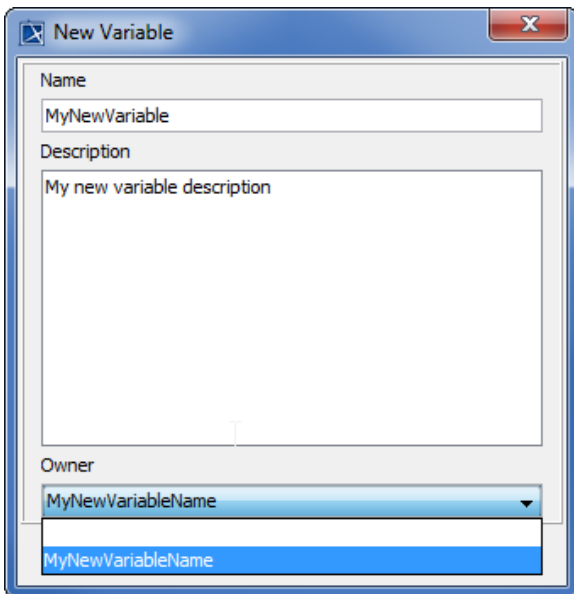 New Variable
Name
MyNewVariable
Description
My new variable description
Owner
MyNewVariableName
MyNewVariableName